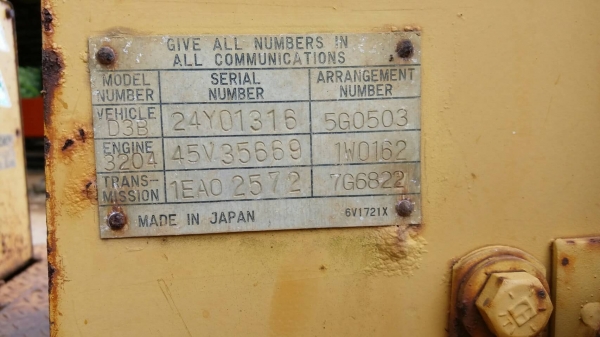 GIVE ALL NUMBERS IN
ALL COMMUNICATIONS
MODEL NUMBER SERIAL NUMBER ARRANGEMENT NUMBER
VEHICLE D3B 24Y01316 5G0503
ENGINE 3204 45V35669 1W0162
TRANS-MISSION 1EA02572 7G6822
MADE IN JAPAN 6V1721X